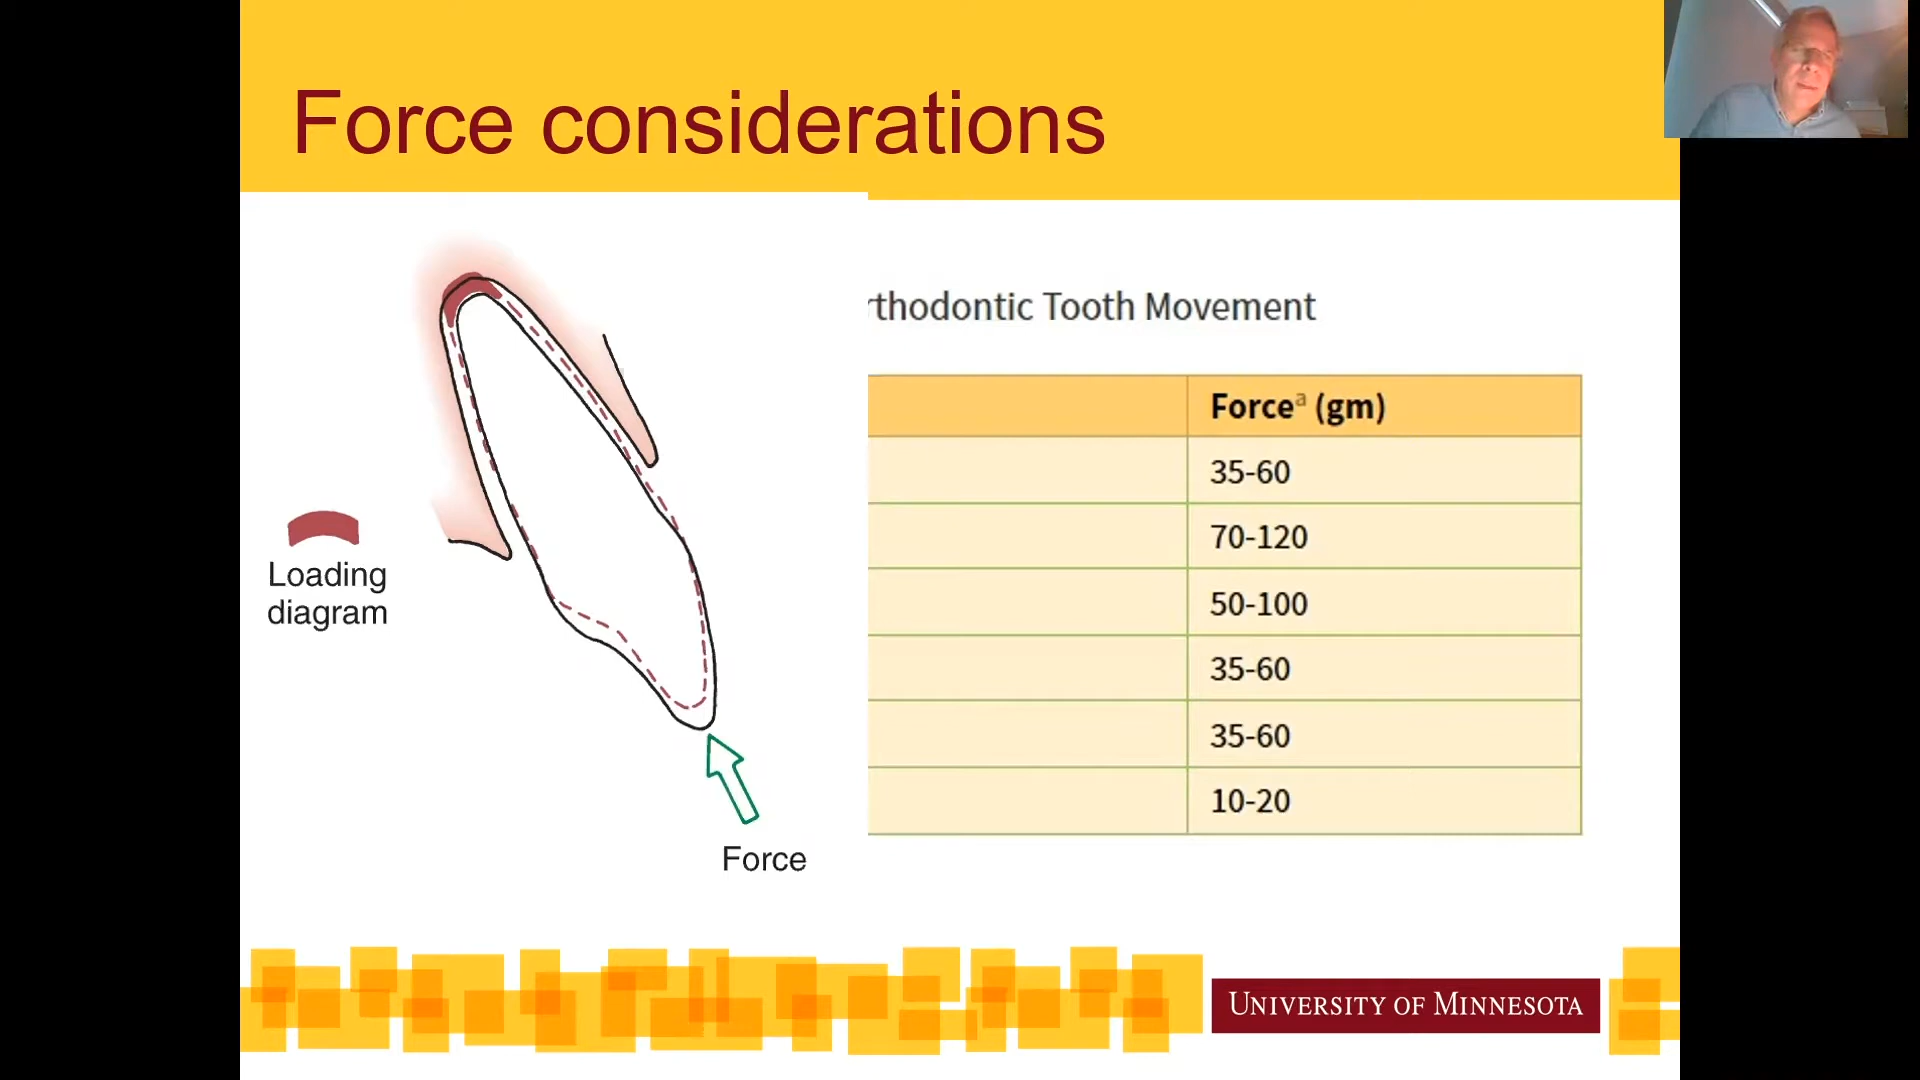 Force considerations
rthodontic Tooth Movement
Forceᵃ (gm)
35-60
70-120
50-100
35-60
35-60
10-20
Loading
diagram
Force
UNIVERSITY OF MINNESOTA